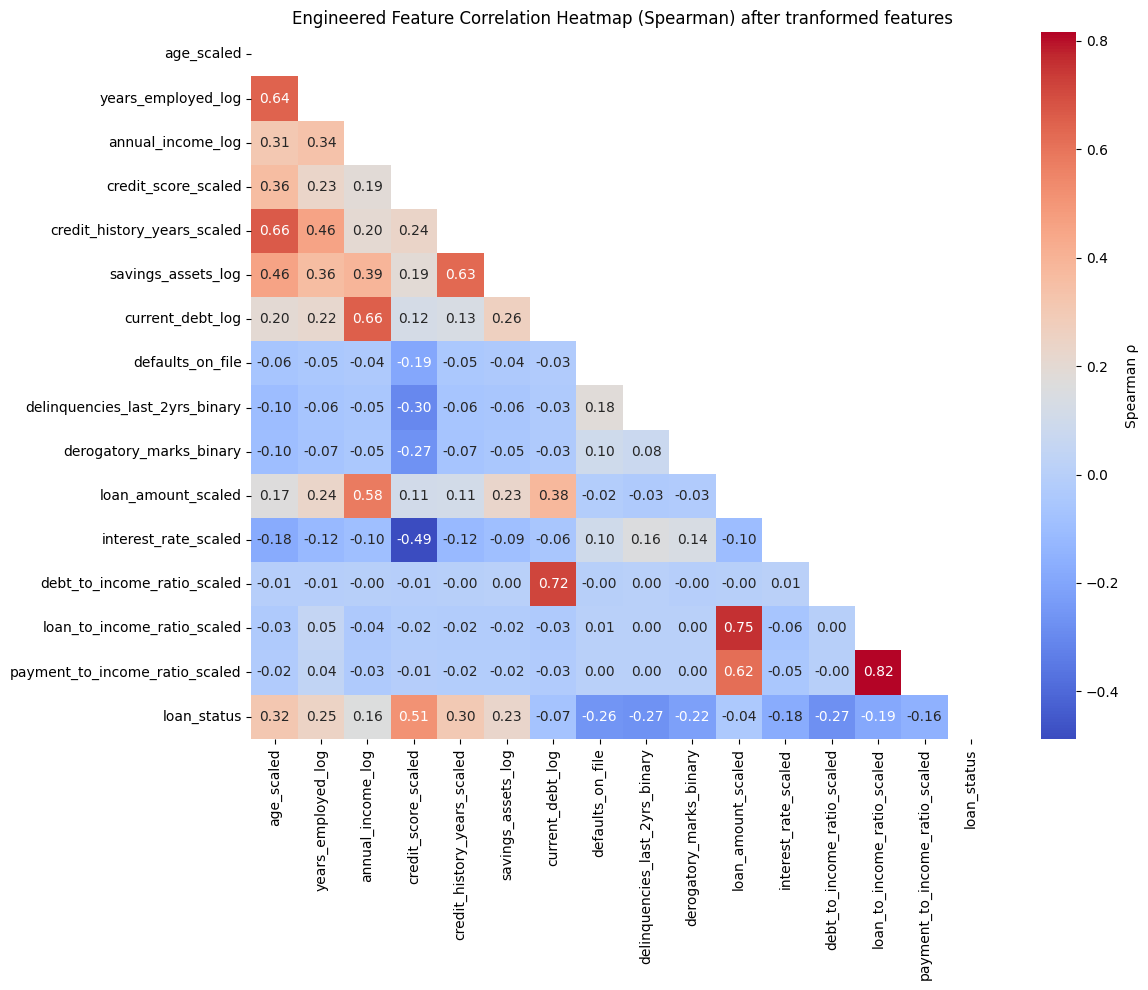 Engineered Feature Correlation Heatmap (Spearman) after tranformed features
age_scaled
years_employed_log 0.64
annual_income_log 0.31 0.34
credit_score_scaled 0.36 0.23 0.19
credit_history_years_scaled 0.66 0.46 0.20 0.24
savings_assets_log 0.46 0.36 0.39 0.19 0.63
current_debt_log 0.20 0.22 0.66 0.12 0.13 0.26
defaults_on_file -0.06 -0.05 -0.04 -0.19 -0.05 -0.04 -0.03
delinquencies_last_2yrs_binary -0.10 -0.06 -0.05 -0.30 -0.06 -0.06 -0.03 0.18
derogatory_marks_binary -0.10 -0.07 -0.05 -0.27 -0.07 -0.05 -0.03 0.10 0.08
loan_amount_scaled 0.17 0.24 0.58 0.11 0.11 0.23 0.38 -0.02 -0.03 -0.03
interest_rate_scaled -0.18 -0.12 -0.10 -0.49 -0.12 -0.09 -0.06 0.10 0.16 0.14 -0.10
debt_to_income_ratio_scaled -0.01 -0.01 -0.00 -0.01 -0.00 0.00 0.72 -0.00 0.00 -0.00 -0.00 0.01
loan_to_income_ratio_scaled -0.03 0.05 -0.04 -0.02 -0.02 -0.02 -0.03 0.01 0.00 0.00 0.75 -0.06 0.00
payment_to_income_ratio_scaled -0.02 0.04 -0.03 -0.01 -0.02 -0.02 -0.03 0.00 0.00 0.00 0.62 -0.05 -0.00 0.82
loan_status 0.32 0.25 0.16 0.51 0.30 0.23 -0.07 -0.26 -0.27 -0.22 -0.04 -0.18 -0.27 -0.19 -0.16
age_scaled
years_employed_log
annual_income_log
credit_score_scaled
credit_history_years_scaled
savings_assets_log
current_debt_log
defaults_on_file
delinquencies_last_2yrs_binary
derogatory_marks_binary
loan_amount_scaled
interest_rate_scaled
debt_to_income_ratio_scaled
loan_to_income_ratio_scaled
payment_to_income_ratio_scaled
loan_status
0.8
0.6
0.4
0.2
0.0
−0.2
−0.4
Spearman ρ